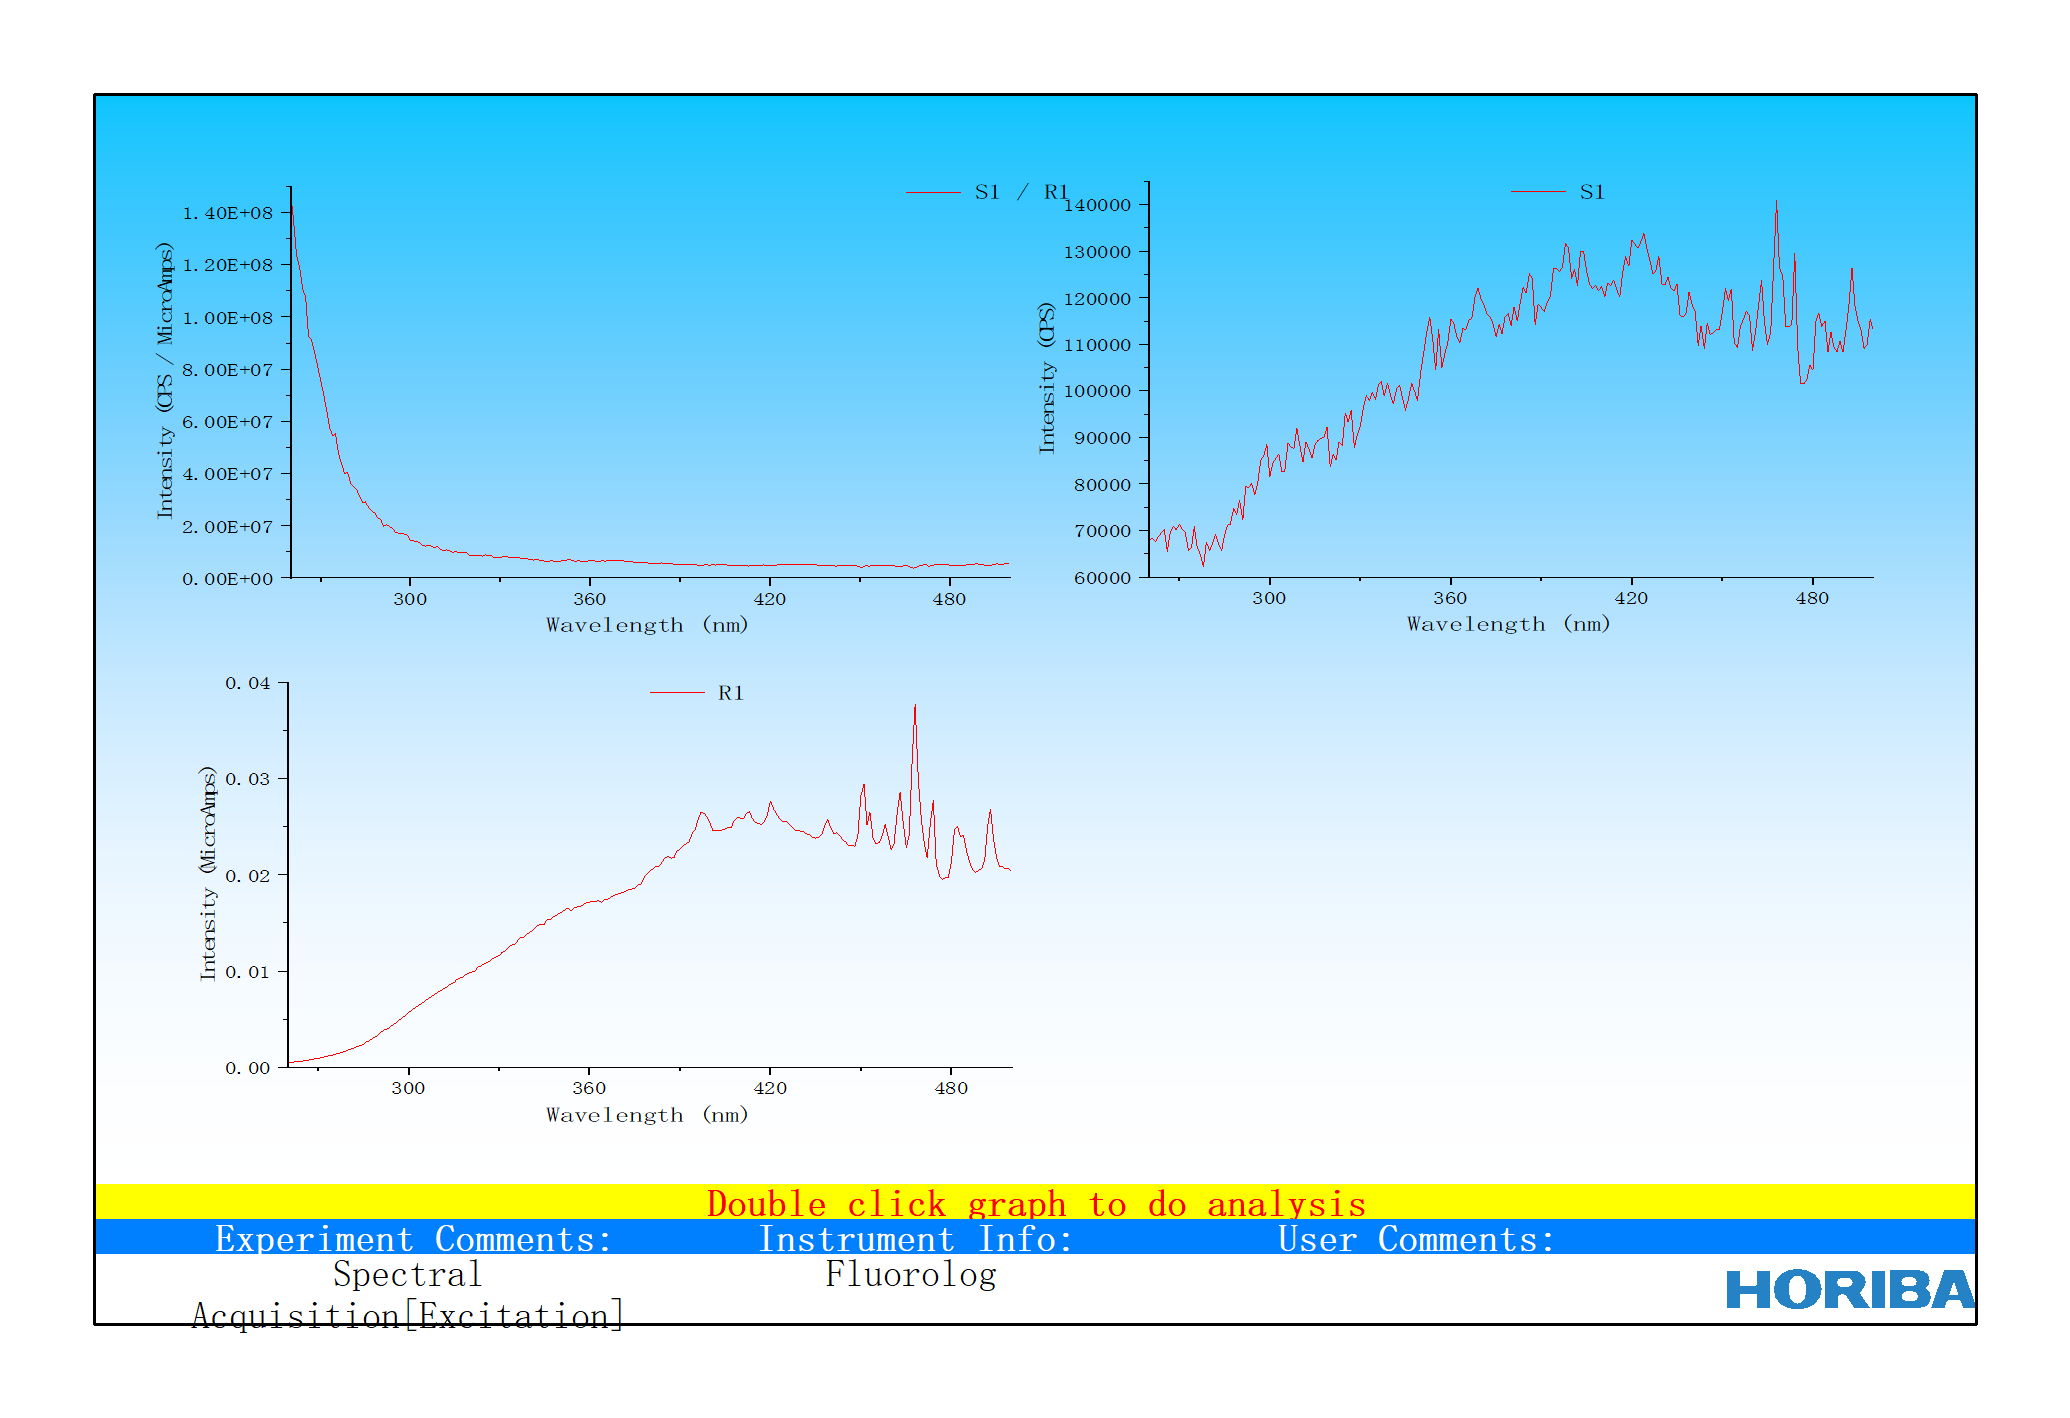 S1 / R1
1.40E+08
1.20E+08
1.00E+08
8.00E+07
6.00E+07
4.00E+07
2.00E+07
0.00E+00
Intensity (CPS / MicroAmps)
300 360 420 480
Wavelength (nm)
S1
140000
130000
120000
110000
100000
90000
80000
70000
60000
Intensity (CPS)
300 360 420 480
Wavelength (nm)
R1
0.04
0.03
0.02
0.01
0.00
Intensity (MicroAmps)
300 360 420 480
Wavelength (nm)
Double click graph to do analysis
Experiment Comments: Instrument Info: User Comments:
Spectral Fluorolog
Acquisition[Excitation]
HORIBA